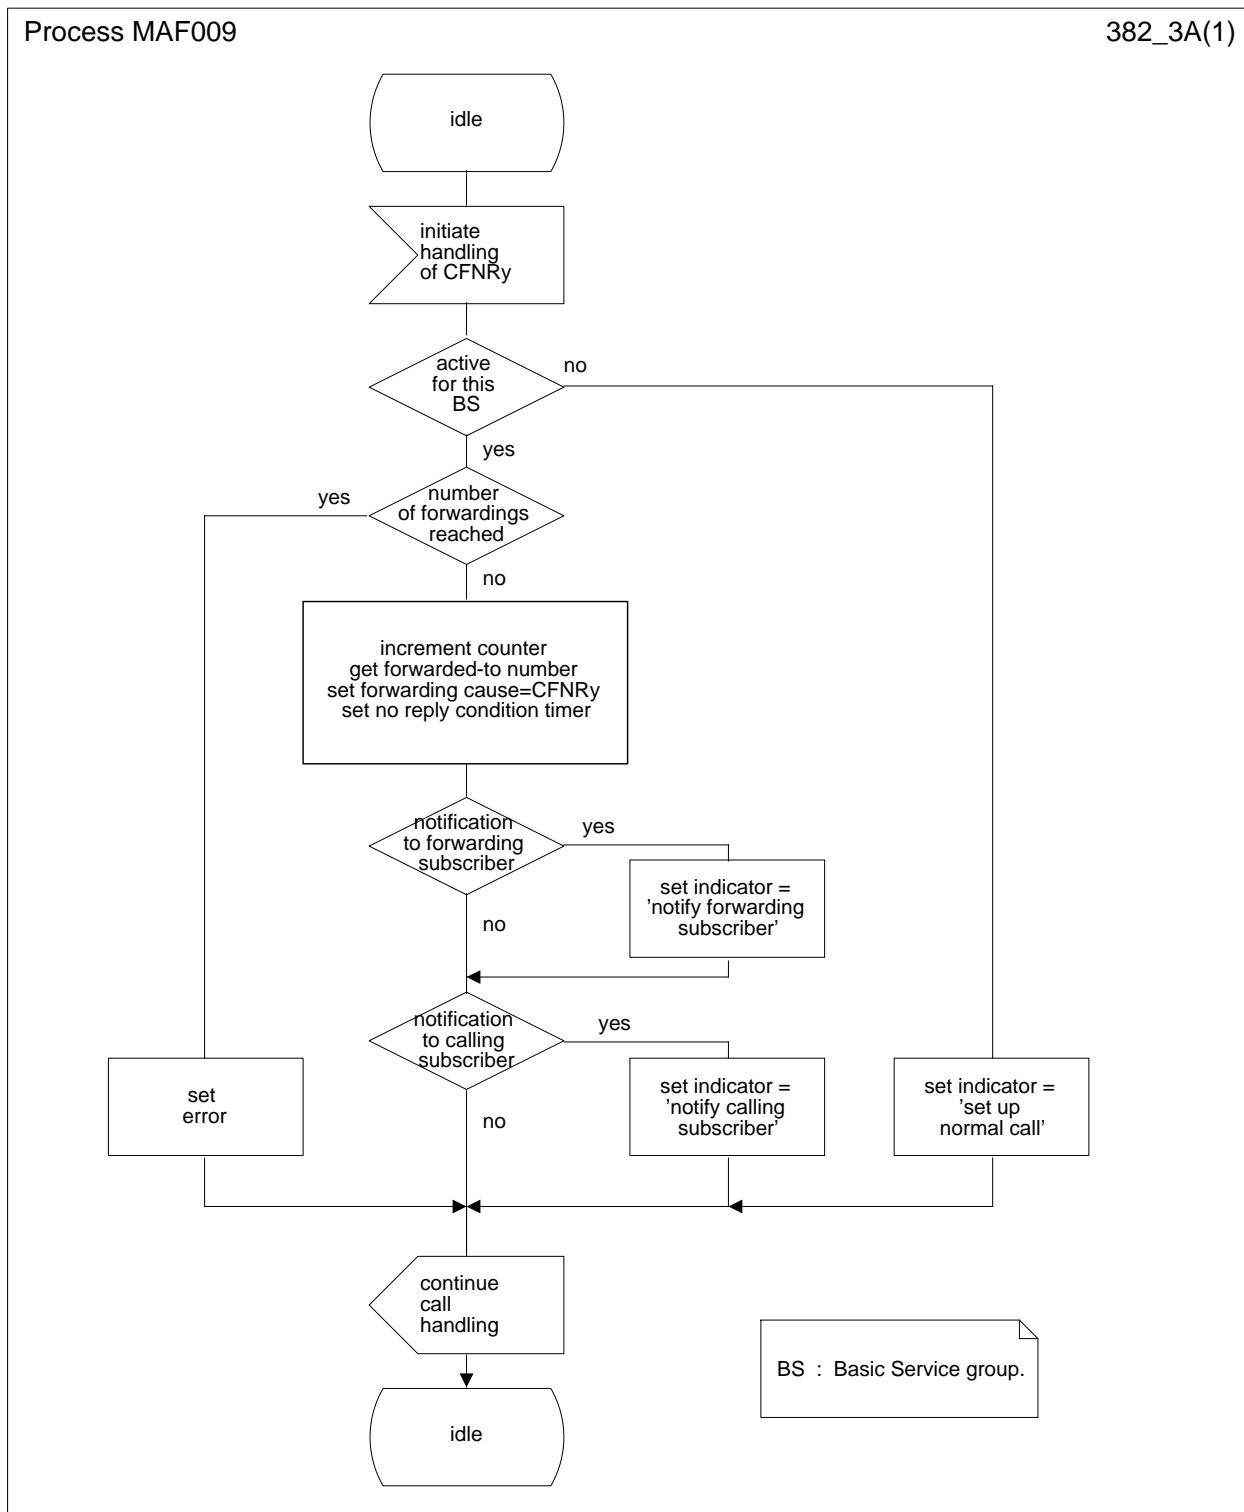 Process MAF009
382_3A(1)
idle
initiate
handling
of CFNRy
active
for this
BS
no
yes
number
of forwardings
reached
yes
no
increment counter
get forwarded-to number
set forwarding cause=CFNRy
set no reply condition timer
notification
to forwarding
subscriber
yes
set indicator =
’notify forwarding
subscriber’
no
notification
to calling
subscriber
yes
no
set
error
set indicator =
’notify calling
subscriber’
set indicator =
’set up
normal call’
continue
call
handling
BS : Basic Service group.
idle